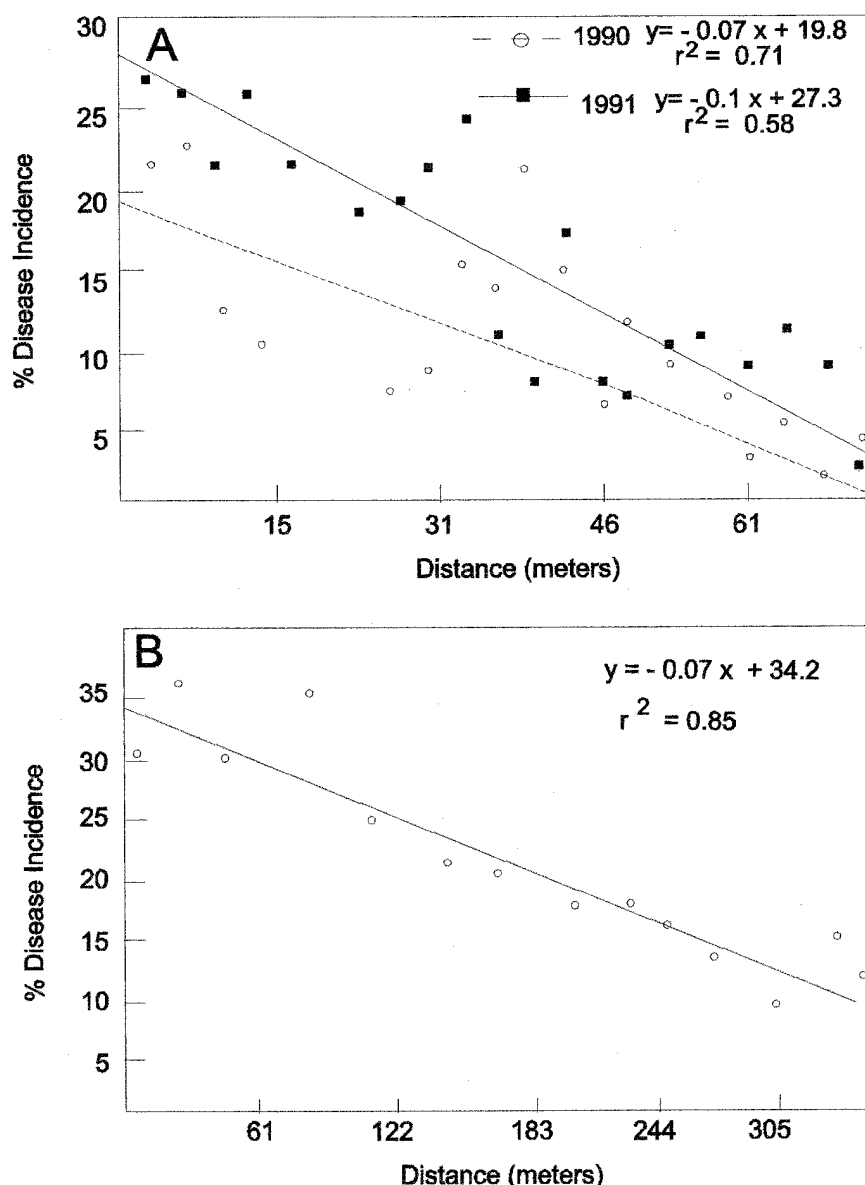 A
30
25
20
15
10
5
% Disease Incidence
1990 y= - 0.07 x + 19.8
r² = 0.71
1991 y= - 0.1 x + 27.3
r² = 0.58
15 31 46 61
Distance (meters)
B
35
30
25
20
15
10
5
% Disease Incidence
y = - 0.07 x + 34.2
r ² = 0.85
61 122 183 244 305
Distance (meters)